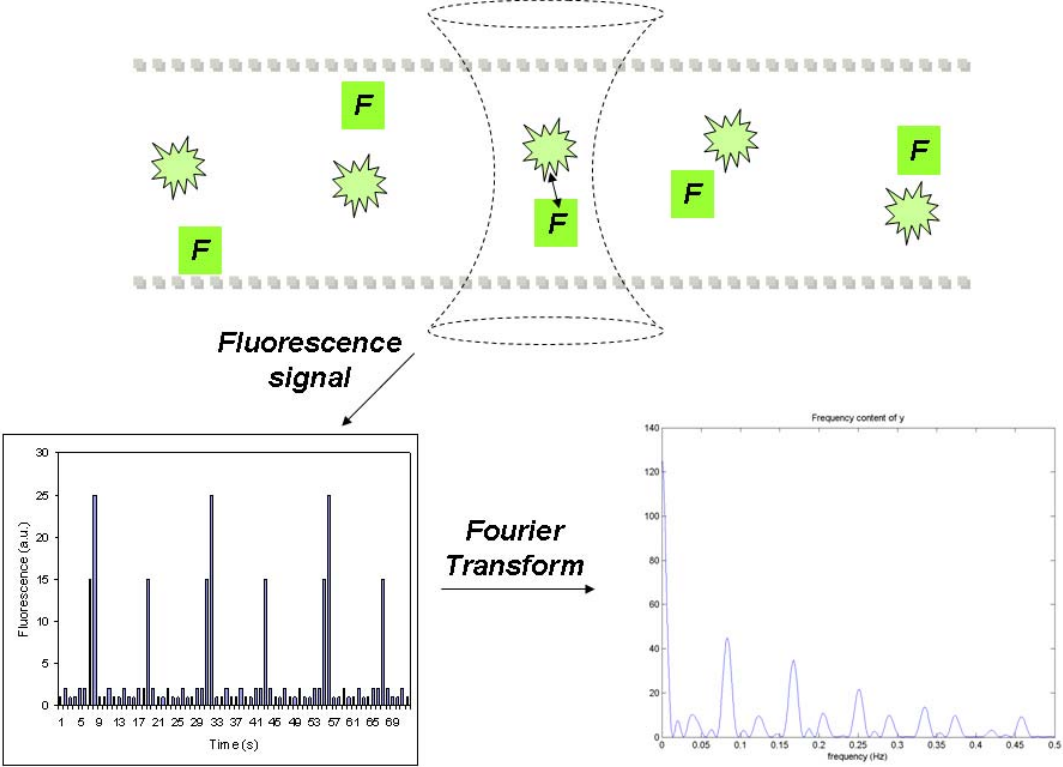 F
F
F
F
F
Fluorescence
signal
Fluorescence (a.u.)
30
25
20
15
10
5
0
1 5 9 13 17 21 25 29 33 37 41 45 49 53 57 61 65 69
Time (s)
Fourier
Transform
Frequency content of y
140
120
100
80
60
40
20
0
0 0.05 0.1 0.15 0.2 0.25 0.3 0.35 0.4 0.45 0.5
frequency (Hz)